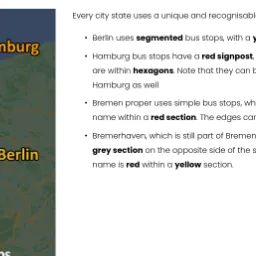 Every city state uses a unique and recognisable
• Berlin uses segmented bus stops, with a
• Hamburg bus stops have a red signpost,
are within hexagons. Note that they can b
Hamburg as well
• Bremen proper uses simple bus stops, wh
name within a red section. The edges can
• Bremerhaven, which is still part of Bremen
grey section on the opposite side of the s
name is red within a yellow section.
mburg
Berlin